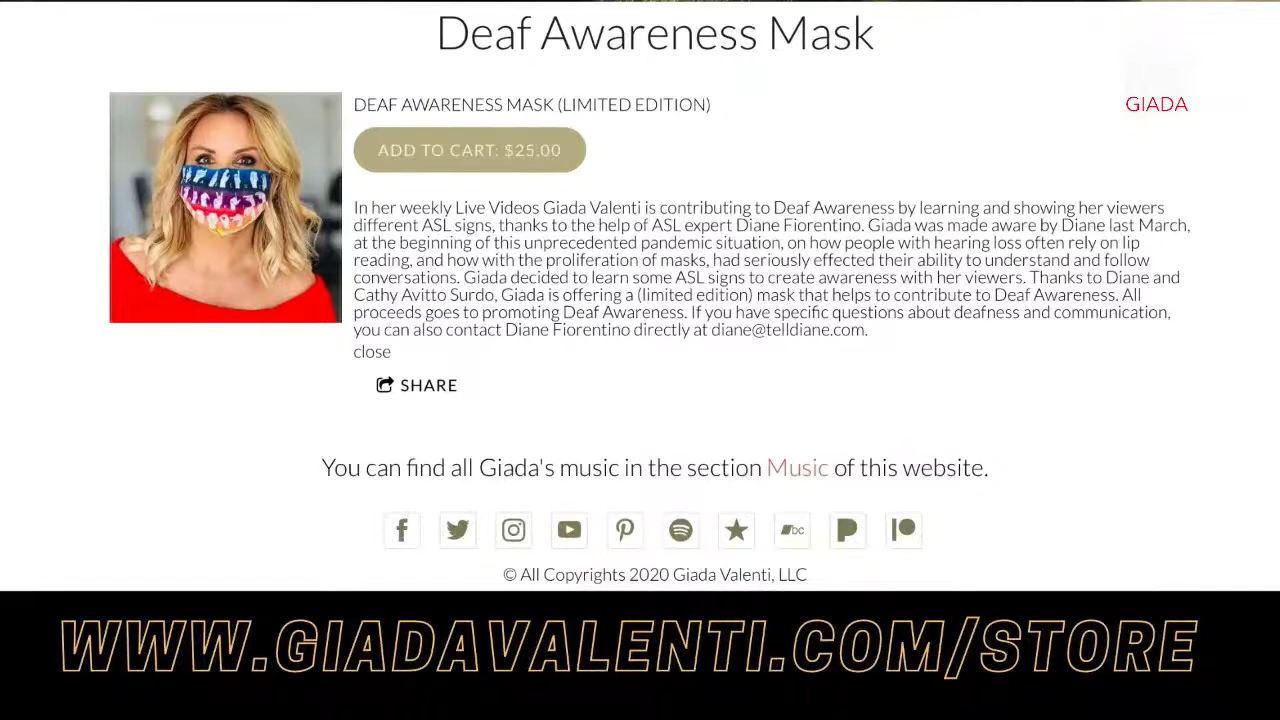 Deaf Awareness Mask
DEAF AWARENESS MASK (LIMITED EDITION)
GIADA
ADD TO CART: $25.00
In her weekly Live Videos Giada Valenti is contributing to Deaf Awareness by learning and showing her viewers
different ASL signs, thanks to the help of ASL expert Diane Fiorentino. Giada was made aware by Diane last March,
at the beginning of this unprecedented pandemic situation, on how people with hearing loss often rely on lip
reading, and how with the proliferation of masks, had seriously effected their ability to understand and follow
conversations. Giada decided to learn some ASL signs to create awareness with her viewers. Thanks to Diane and
Cathy Avitto Surdo, Giada is offering a (limited edition) mask that helps to contribute to Deaf Awareness. All
proceeds goes to promoting Deaf Awareness. If you have specific questions about deafness and communication,
you can also contact Diane Fiorentino directly at diane@telldiane.com.
close
SHARE
You can find all Giada's music in the section Music of this website.
bc
© All Copyrights 2020 Giada Valenti, LLC
WWW.GIADAVALENTI.COM/STORE